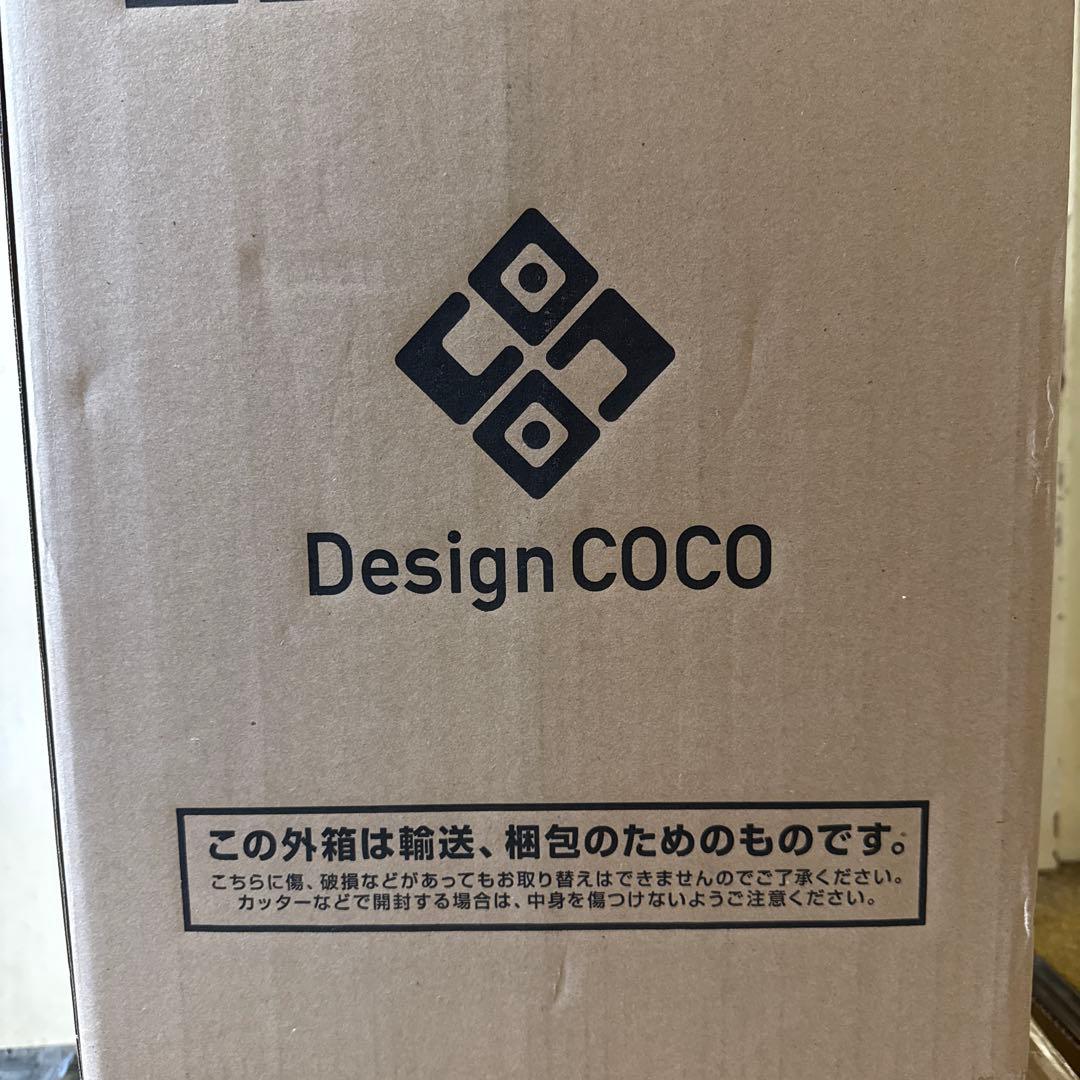 Design COCO
この外箱は輸送、梱包のためのものです。
こちらに傷、破損などがあってもお取り替えはできませんのでご了承ください。
カッターなどで開封する場合は、中身を傷つけないようご注意ください。